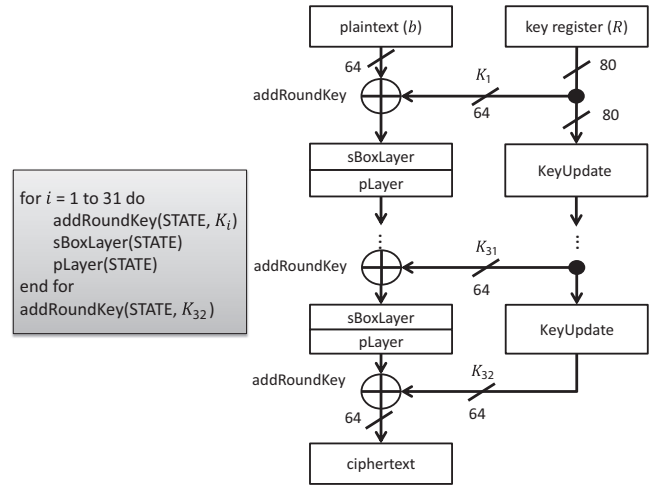 plaintext (b)
key register (R)
64
80
K1
addRoundKey
64
80
sBoxLayer
pLayer
KeyUpdate
for i = 1 to 31 do
addRoundKey(STATE, Ki)
sBoxLayer(STATE)
pLayer(STATE)
end for
addRoundKey(STATE, K32)
...
...
K31
addRoundKey
64
sBoxLayer
pLayer
KeyUpdate
K32
addRoundKey
64
64
ciphertext